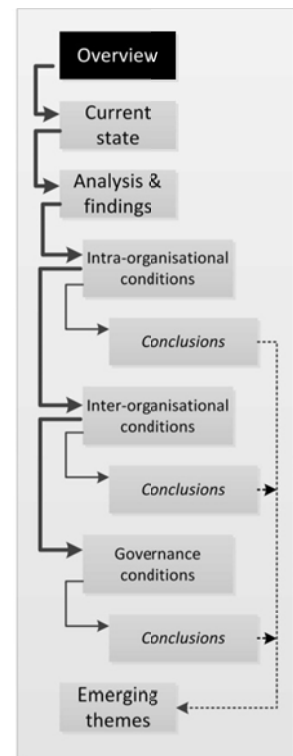 Overview
Current
state
Analysis &
findings
Intra-organisational
conditions
Conclusions
Inter-organisational
conditions
Conclusions
Governance
conditions
Conclusions
Emerging
themes